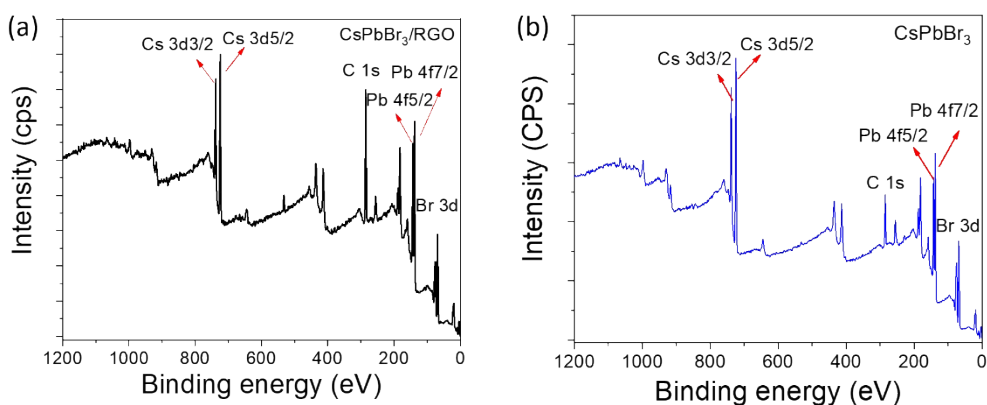 (a)
CsPbBr₃/RGO
Cs 3d3/2
Cs 3d5/2
C 1s
Pb 4f7/2
Pb 4f5/2
Br 3d
Intensity (cps)
1200 1000 800 600 400 200 0
Binding energy (eV)
(b)
CsPbBr₃
Cs 3d5/2
Cs 3d3/2
Pb 4f7/2
Pb 4f5/2
C 1s
Br 3d
Intensity (CPS)
1200 1000 800 600 400 200 0
Binding energy (eV)